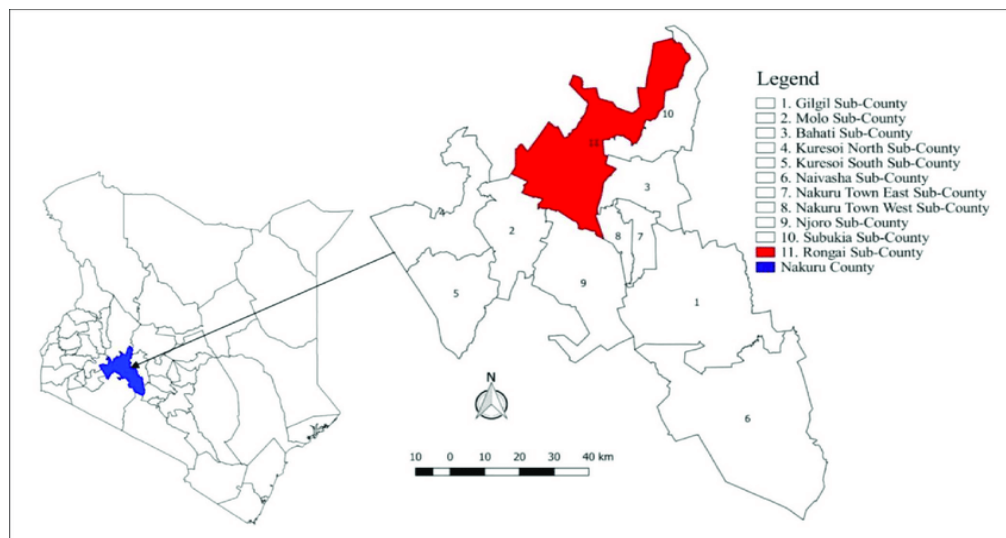 Legend
1. Gilgil Sub-County
2. Molo Sub-County
3. Bahati Sub-County
4. Kuresoi North Sub-County
5. Kuresoi South Sub-County
6. Naivasha Sub-County
7. Nakuru Town East Sub-County
8. Nakuru Town West Sub-County
9. Njoro Sub-County
10. Subukia Sub-County
11. Rongai Sub-County
Nakuru County
10
11
3
4
2
8
7
5
9
1
6
N
10 0 10 20 30 40 km